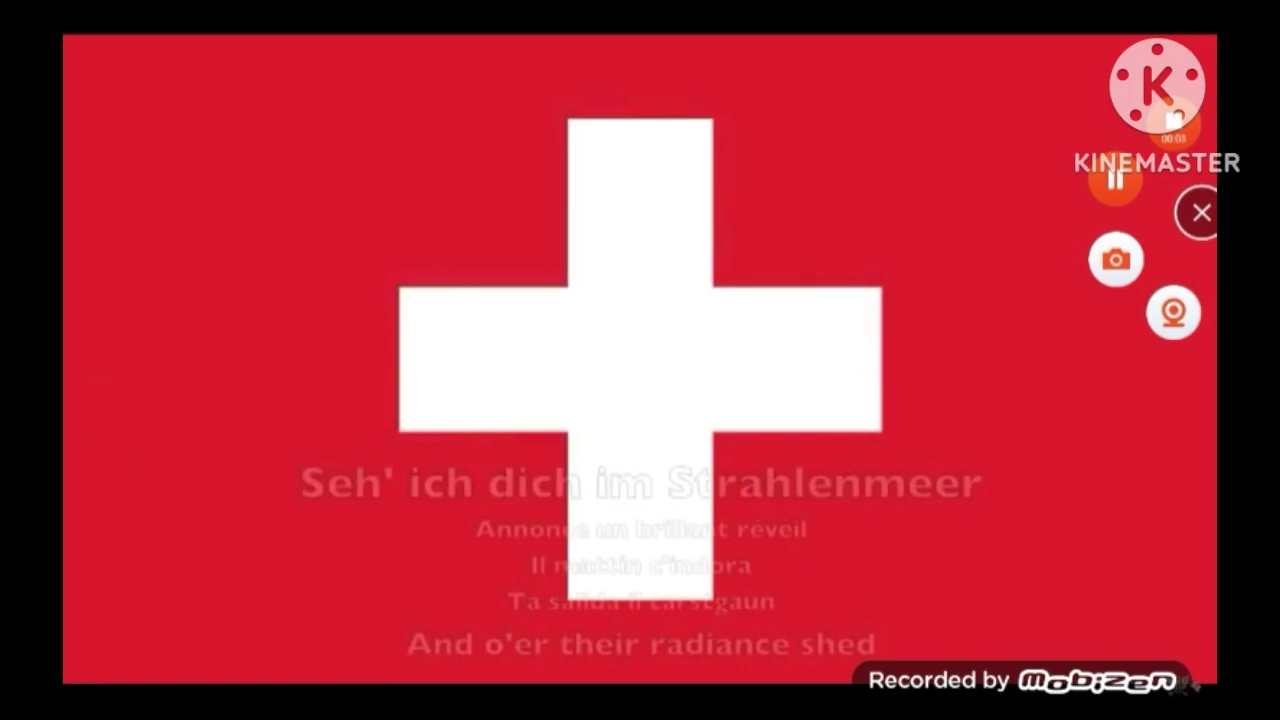 00:03
KINEMASTER
Seh' ich dich im Strahlenmeer
Annonce un brillant réveil
Il mattin c'indora
Ta salida il carstgaun
And o'er their radiance shed
Recorded by mobizen